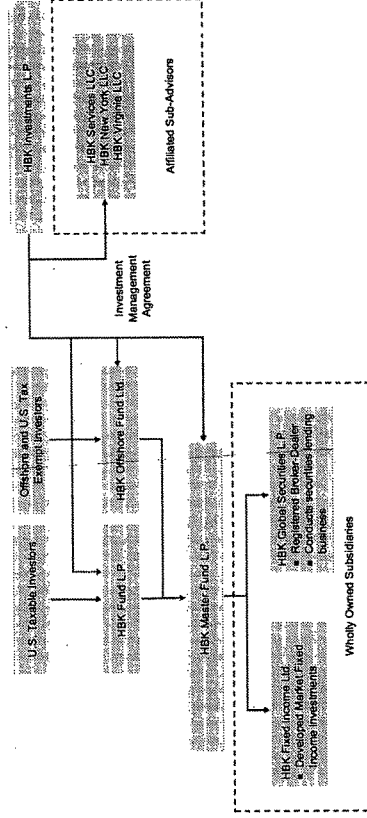 U.S. Taxable Investors
Offshore and U.S. Tax
Exempt Investors
HBK Investments L.P.
HBK Fund L.P.
HBK Offshore Fund Ltd.
Investment
Management
Agreement
HBK Services LLC
HBK New York LLC
HBK Virginia LLC
Affiliated Sub-Advisors
HBK Master Fund L.P.
HBK Fixed Income Ltd.
■ Developed Market Fixed
Income Investments
HBK Global Securities L.P.
■ Registered Broker-Dealer
■ Conducts securities lending
business
Wholly Owned Subsidiaries